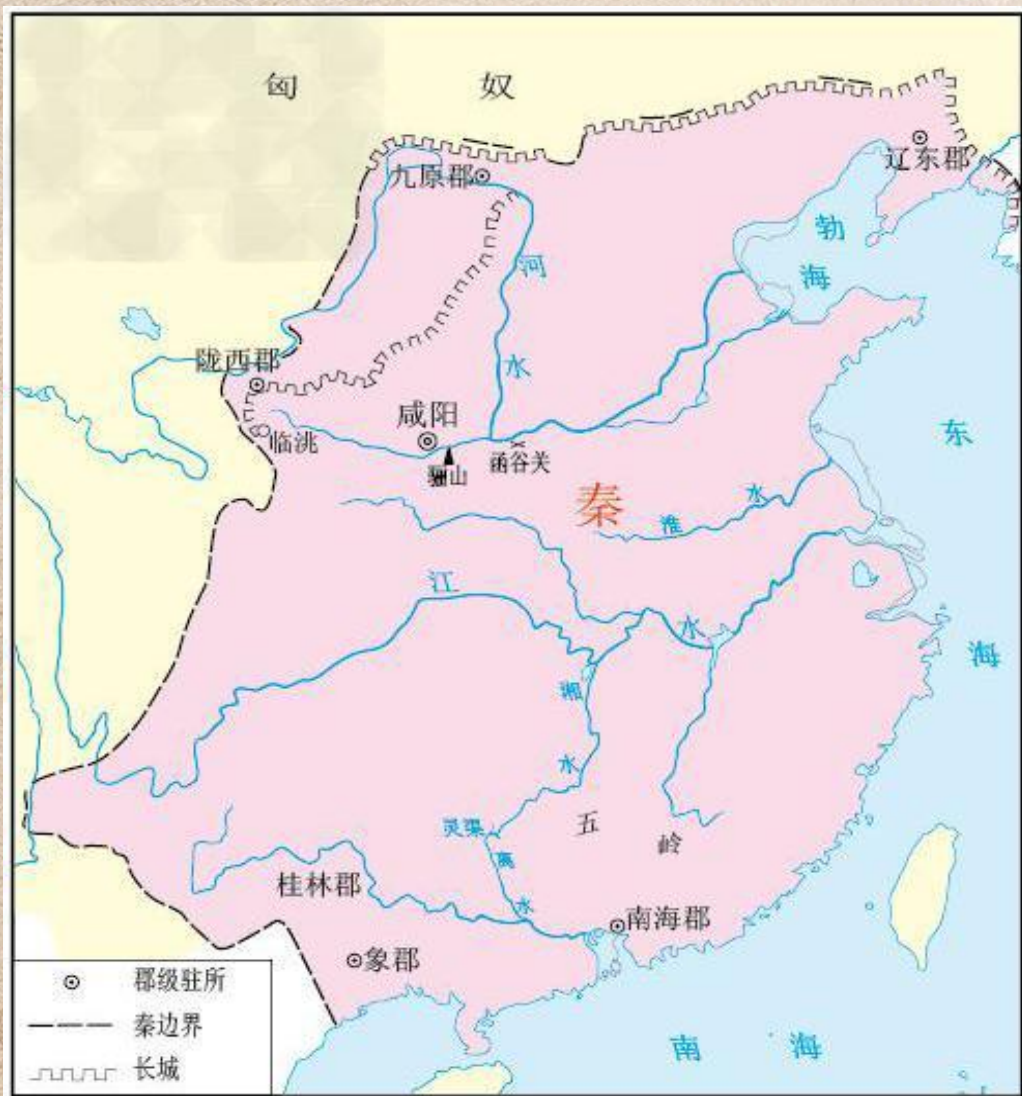 匈 奴
九原郡
辽东郡
勃海
河水
陇西郡
临洮
咸阳
骊山
函谷关
秦
淮水
东海
江水
湘水
灵渠
离水
五岭
桂林郡
南海郡
象郡
南海
郡级驻所
秦边界
长城